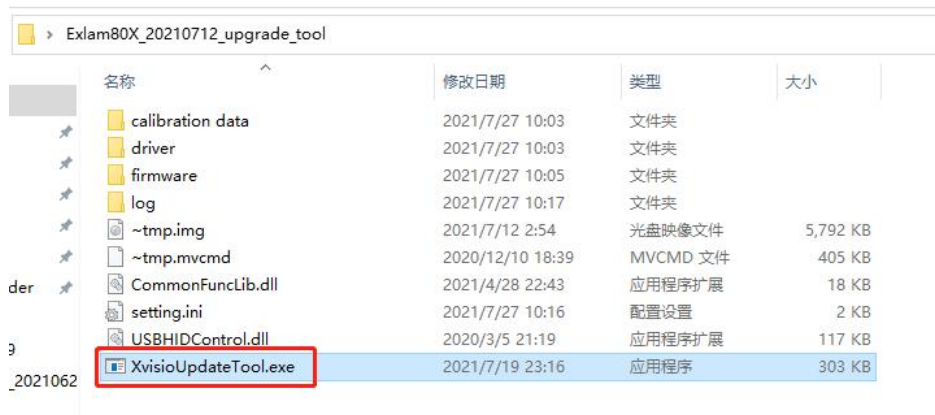 Exlam80X_20210712_upgrade_tool
名称 修改日期 类型 大小
calibration data 2021/7/27 10:03 文件夹
driver 2021/7/27 10:03 文件夹
firmware 2021/7/27 10:05 文件夹
log 2021/7/27 10:17 文件夹
~tmp.img 2021/7/12 2:54 光盘映像文件 5,792 KB
~tmp.mvcmd 2020/12/10 18:39 MVCMD 文件 405 KB
der CommonFuncLib.dll 2021/4/28 22:43 应用程序扩展 18 KB
setting.ini 2021/7/27 10:16 配置设置 2 KB
9 USBHIDControl.dll 2020/3/5 21:19 应用程序扩展 117 KB
_2021062 XvisioUpdateTool.exe 2021/7/19 23:16 应用程序 303 KB